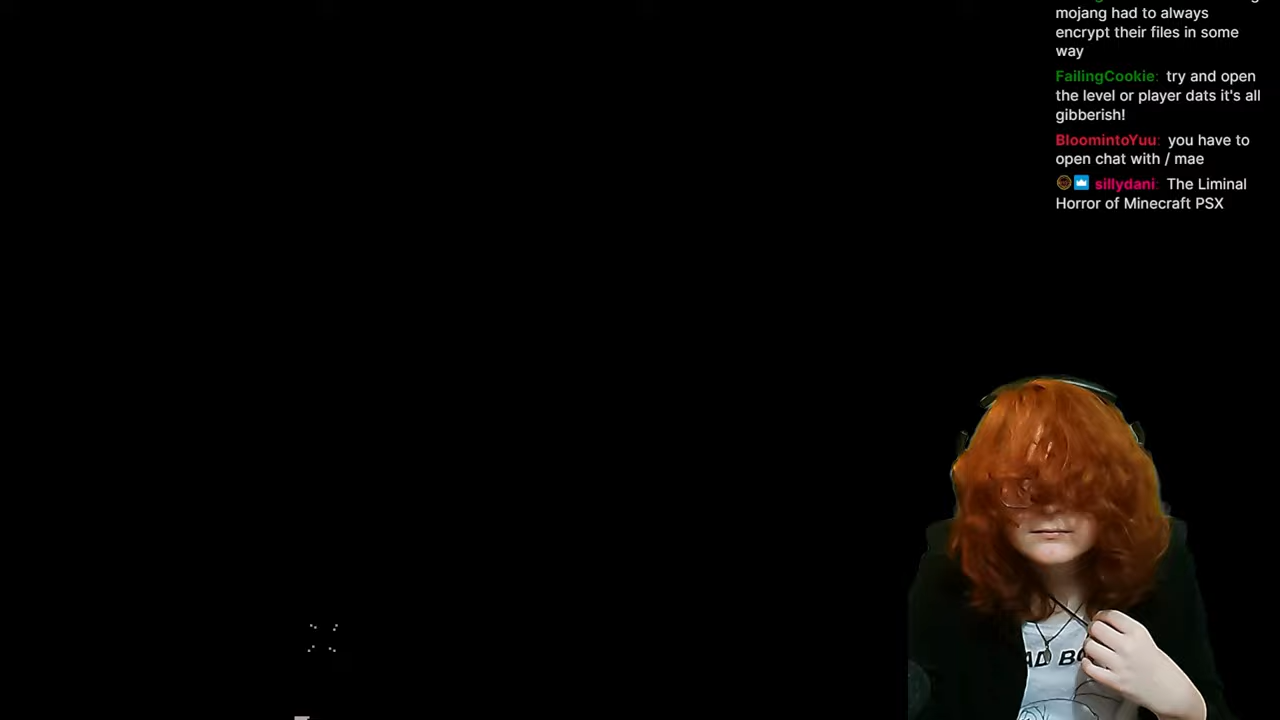 mojang had to always
encrypt their files in some
way
FailingCookie: try and open
the level or player dats it's all
gibberish!
BloomintoYuu: you have to
open chat with / mae
sillydani: The Liminal
Horror of Minecraft PSX